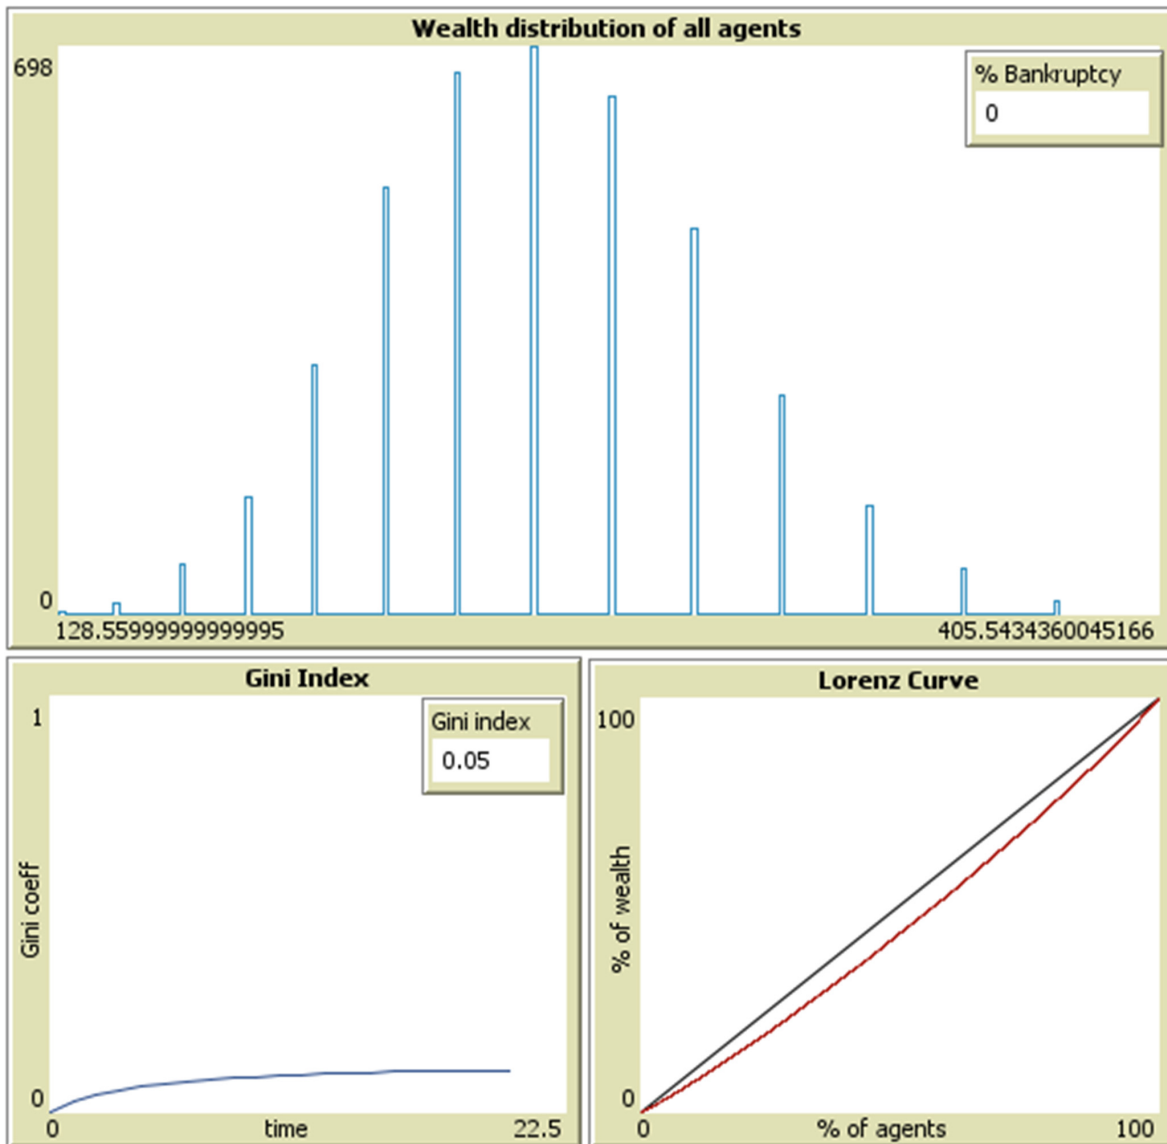 Wealth distribution of all agents
698
% Bankruptcy
0
0
128.55999999999995
405.5434360045166
Gini Index
1
Gini index
0.05
Gini coeff
0
0
time
22.5
Lorenz Curve
100
% of wealth
0
0
% of agents
100